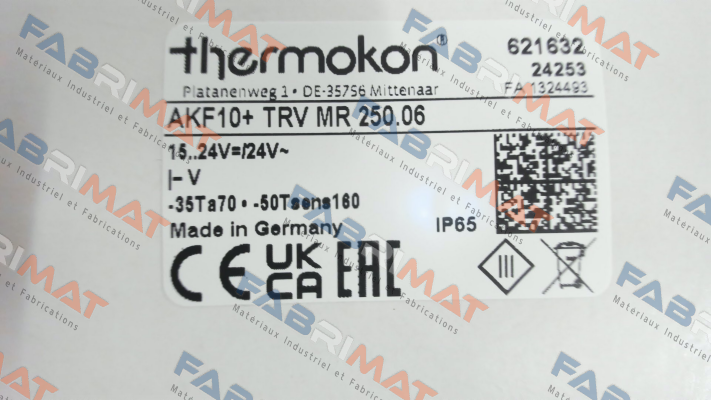 thermokon®
621632
24253
Platanenweg 1 • DE-35756 Mittenaar
FA 1324493
AKF10+ TRV MR 250.06
15..24V=/24V~
|- V
-35Ta70 • -50Tsens160
Made in Germany
IP65
CE UK CA EAC
III
FABRIMAT
Matériaux Industriel et Fabrications